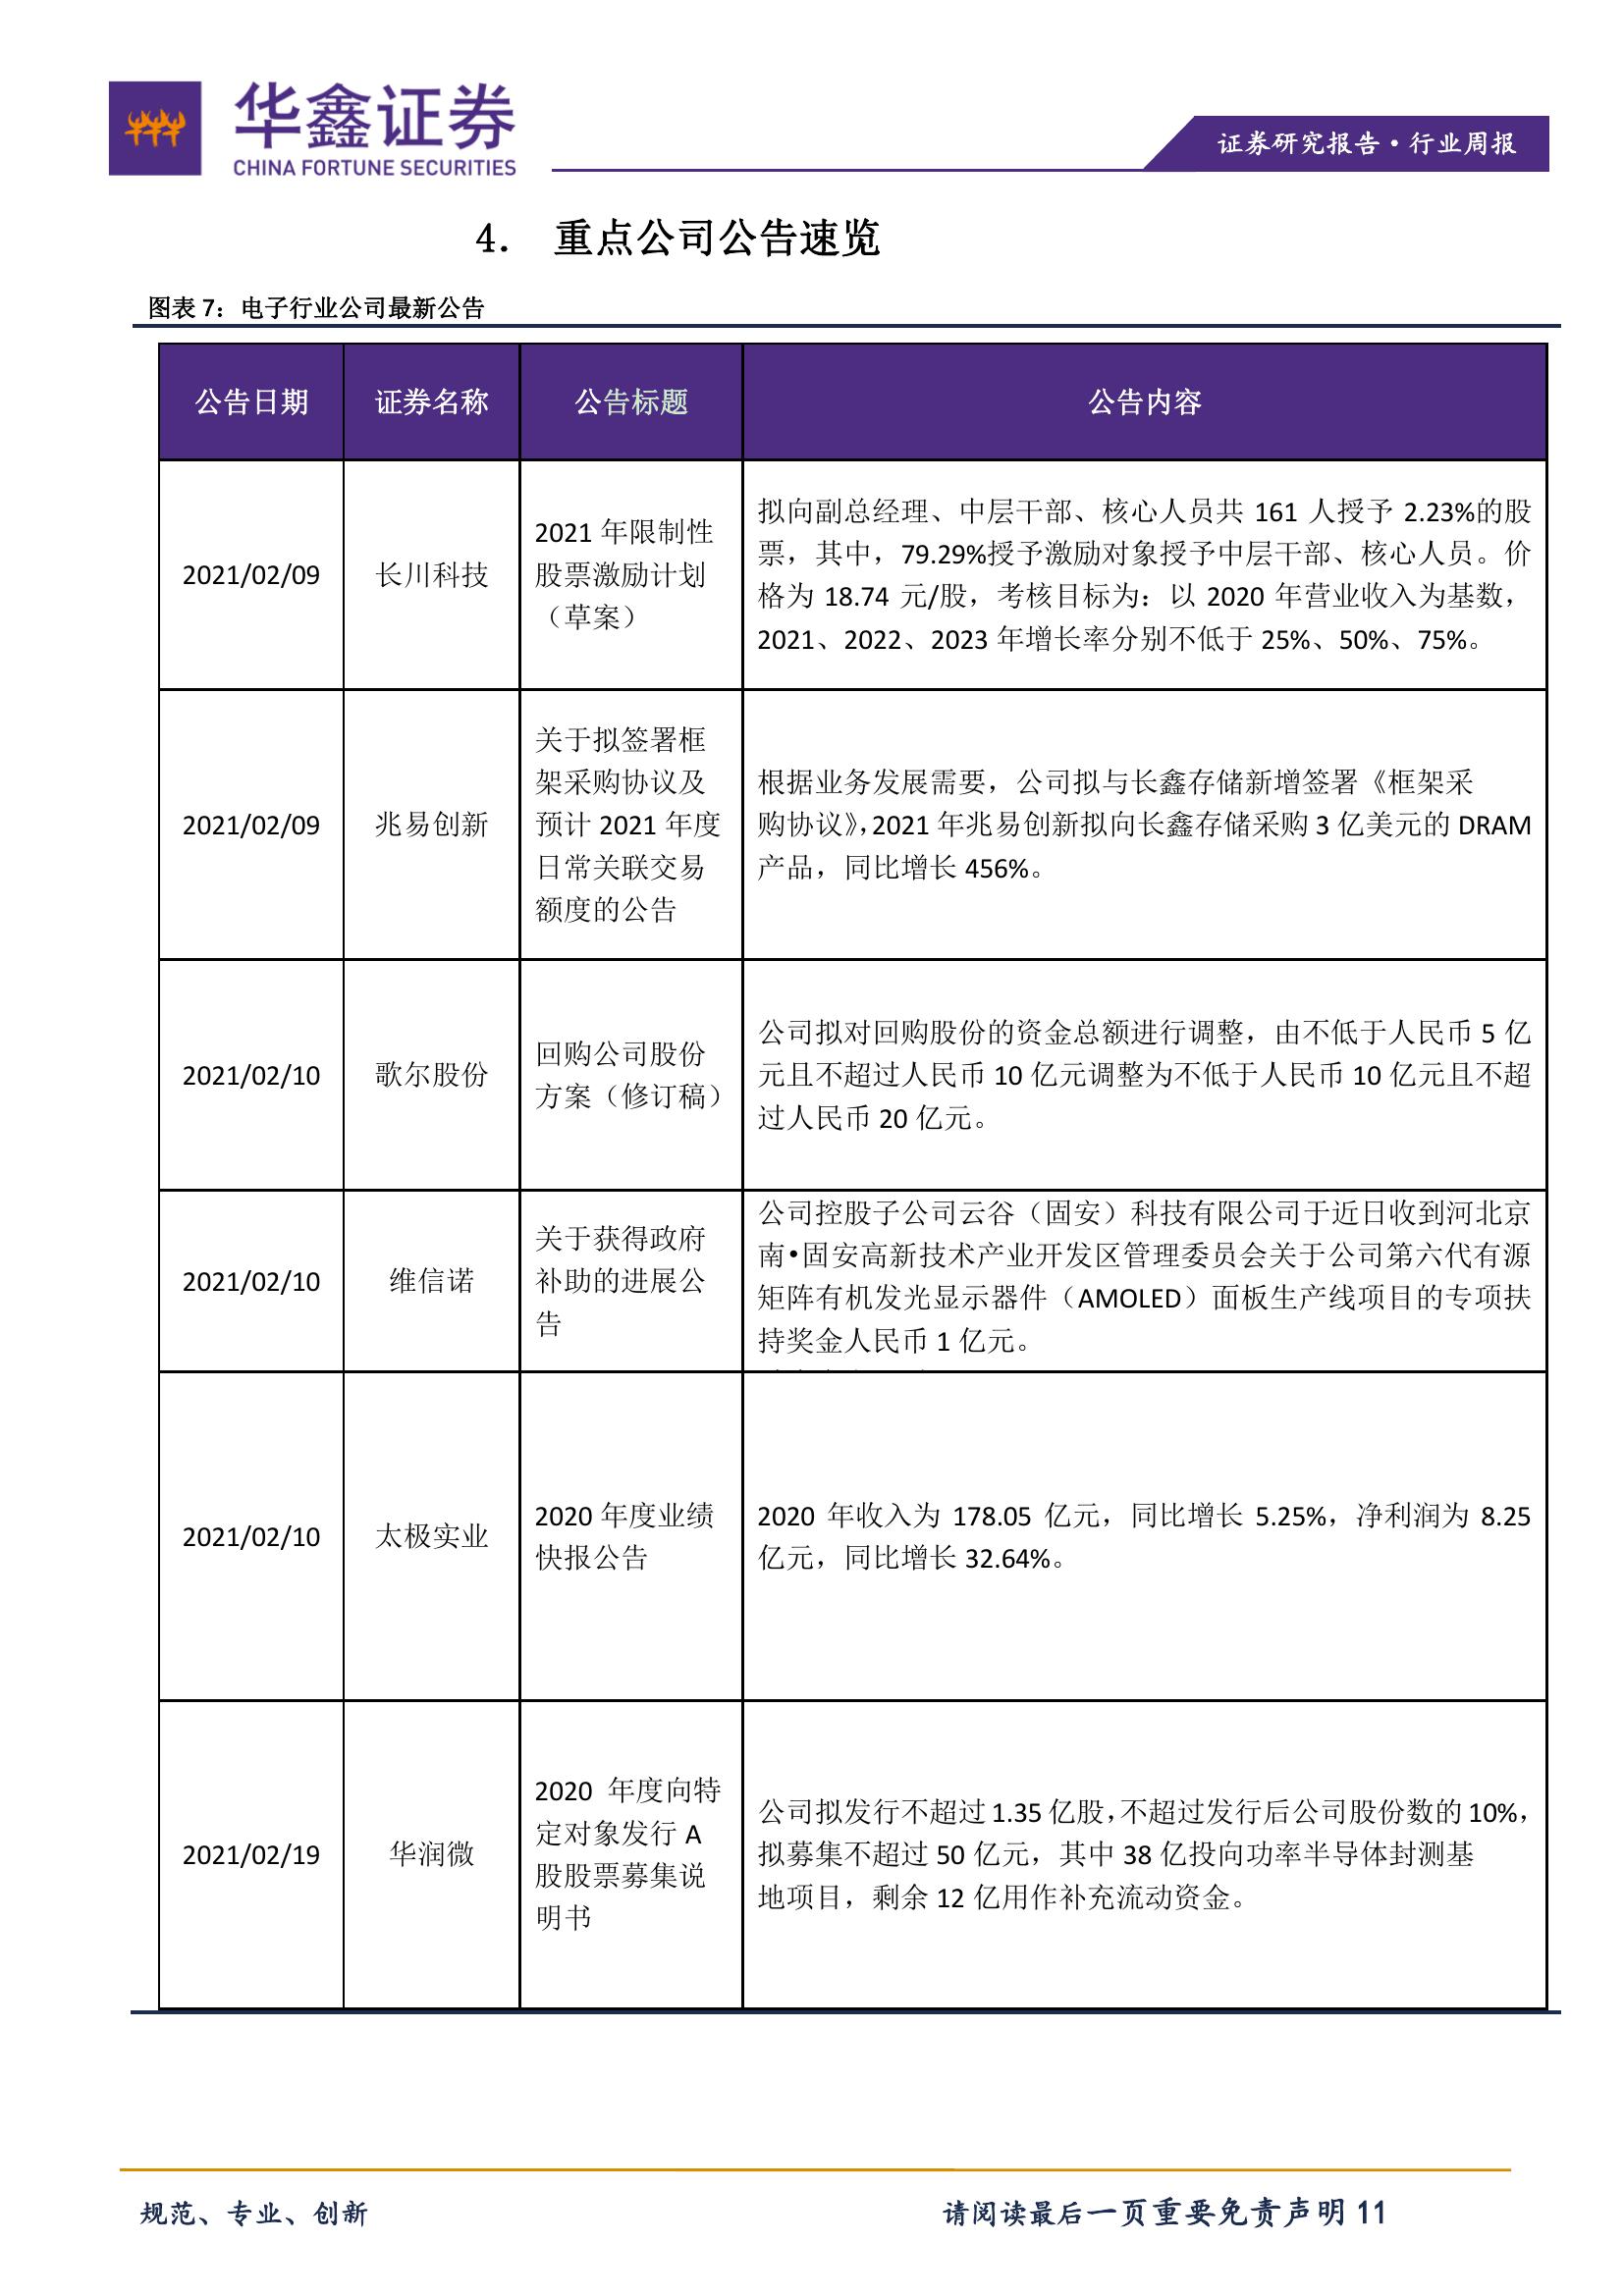 华鑫证券
CHINA FORTUNE SECURITIES
证券研究报告·行业周报
4. 重点公司公告速览
图表 7：电子行业公司最新公告
公告日期 证券名称 公告标题 公告内容
2021/02/09
长川科技
2021 年限制性
股票激励计划
（草案）
拟向副总经理、中层干部、核心人员共 161 人授予 2.23%的股
票，其中，79.29%授予激励对象授予中层干部、核心人员。价
格为 18.74 元/股，考核目标为：以 2020 年营业收入为基数，
2021、2022、2023 年增长率分别不低于 25%、50%、75%。
2021/02/09
兆易创新
关于拟签署框
架采购协议及
预计 2021 年度
日常关联交易
额度的公告
根据业务发展需要，公司拟与长鑫存储新增签署《框架采
购协议》，2021 年兆易创新拟向长鑫存储采购 3 亿美元的 DRAM
产品，同比增长 456%。
2021/02/10
歌尔股份
回购公司股份
方案（修订稿）
公司拟对回购股份的资金总额进行调整，由不低于人民币 5 亿
元且不超过人民币 10 亿元调整为不低于人民币 10 亿元且不超
过人民币 20 亿元。
2021/02/10
维信诺
关于获得政府
补助的进展公
告
公司控股子公司云谷（固安）科技有限公司于近日收到河北京
南•固安高新技术产业开发区管理委员会关于公司第六代有源
矩阵有机发光显示器件（AMOLED）面板生产线项目的专项扶
持奖金人民币 1 亿元。
2021/02/10
太极实业
2020 年度业绩
快报公告
2020 年收入为 178.05 亿元，同比增长 5.25%，净利润为 8.25
亿元，同比增长 32.64%。
2021/02/19
华润微
2020 年度向特
定对象发行 A
股股票募集说
明书
公司拟发行不超过 1.35 亿股，不超过发行后公司股份数的 10%，
拟募集不超过 50 亿元，其中 38 亿投向功率半导体封测基
地项目，剩余 12 亿用作补充流动资金。
规范、专业、创新
请阅读最后一页重要免责声明 11